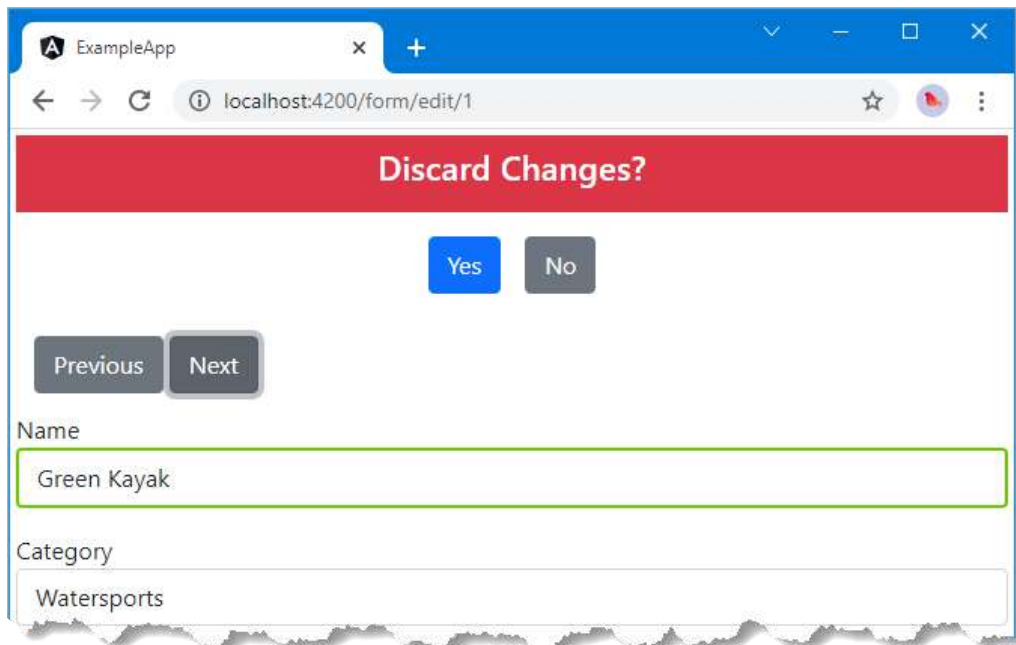 ExampleApp
localhost:4200/form/edit/1
Discard Changes?
Yes No
Previous Next
Name
Green Kayak
Category
Watersports